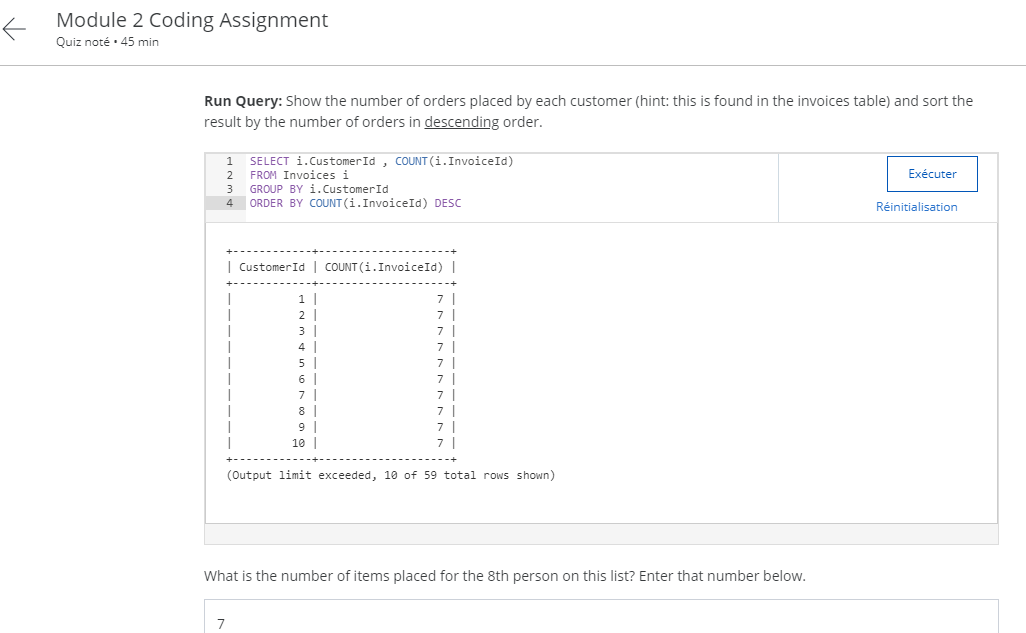 Module 2 Coding Assignment
Quiz noté • 45 min
Run Query: Show the number of orders placed by each customer (hint: this is found in the invoices table) and sort the
result by the number of orders in descending order.
1 SELECT i.CustomerId , COUNT(i.InvoiceId)
2 FROM Invoices i
3 GROUP BY i.CustomerId
4 ORDER BY COUNT(i.InvoiceId) DESC
Exécuter
Réinitialisation
+------------+--------------------+
| CustomerId | COUNT(i.InvoiceId) |
+------------+--------------------+
|          1 |                  7 |
|          2 |                  7 |
|          3 |                  7 |
|          4 |                  7 |
|          5 |                  7 |
|          6 |                  7 |
|          7 |                  7 |
|          8 |                  7 |
|          9 |                  7 |
|         10 |                  7 |
+------------+--------------------+
(Output limit exceeded, 10 of 59 total rows shown)
What is the number of items placed for the 8th person on this list? Enter that number below.
7